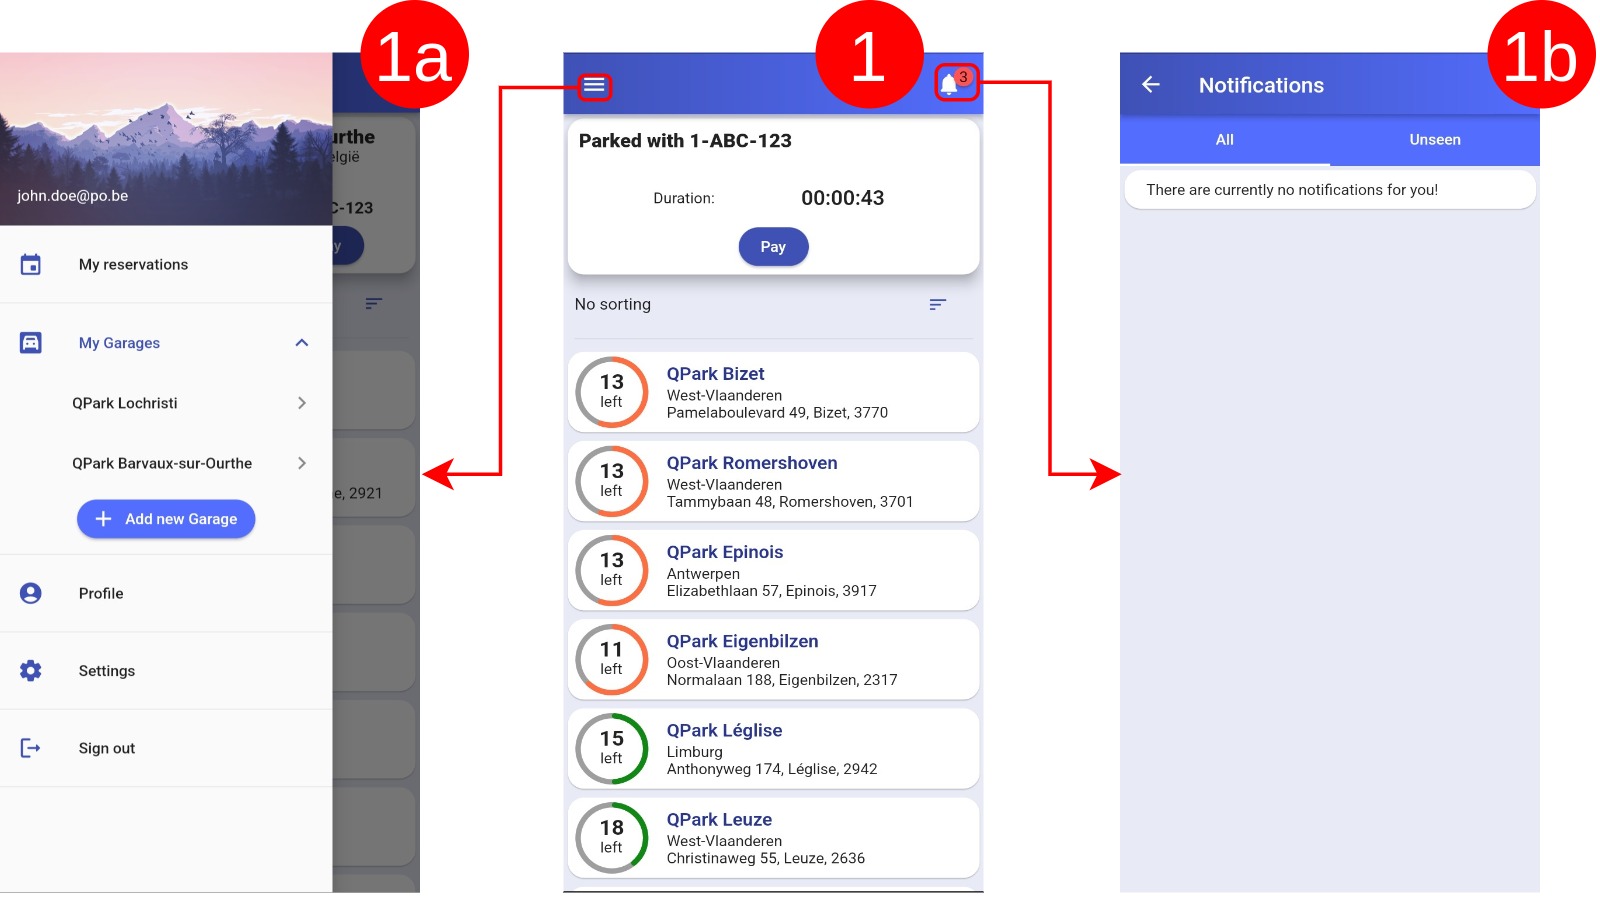 1a
urthe
elgië
john.doe@po.be
C-123
y
My reservations
My Garages
QPark Lochristi
QPark Barvaux-sur-Ourthe
e, 2921
Add new Garage
Profile
Settings
Sign out
1
3
Parked with 1-ABC-123
Duration: 00:00:43
Pay
No sorting
13 left
QPark Bizet
West-Vlaanderen
Pamelaboulevard 49, Bizet, 3770
13 left
QPark Romershoven
West-Vlaanderen
Tammybaan 48, Romershoven, 3701
13 left
QPark Epinois
Antwerpen
Elizabethlaan 57, Epinois, 3917
11 left
QPark Eigenbilzen
Oost-Vlaanderen
Normalaan 188, Eigenbilzen, 2317
15 left
QPark Léglise
Limburg
Anthonyweg 174, Léglise, 2942
18 left
QPark Leuze
West-Vlaanderen
Christinaweg 55, Leuze, 2636
1b
Notifications
All Unseen
There are currently no notifications for you!